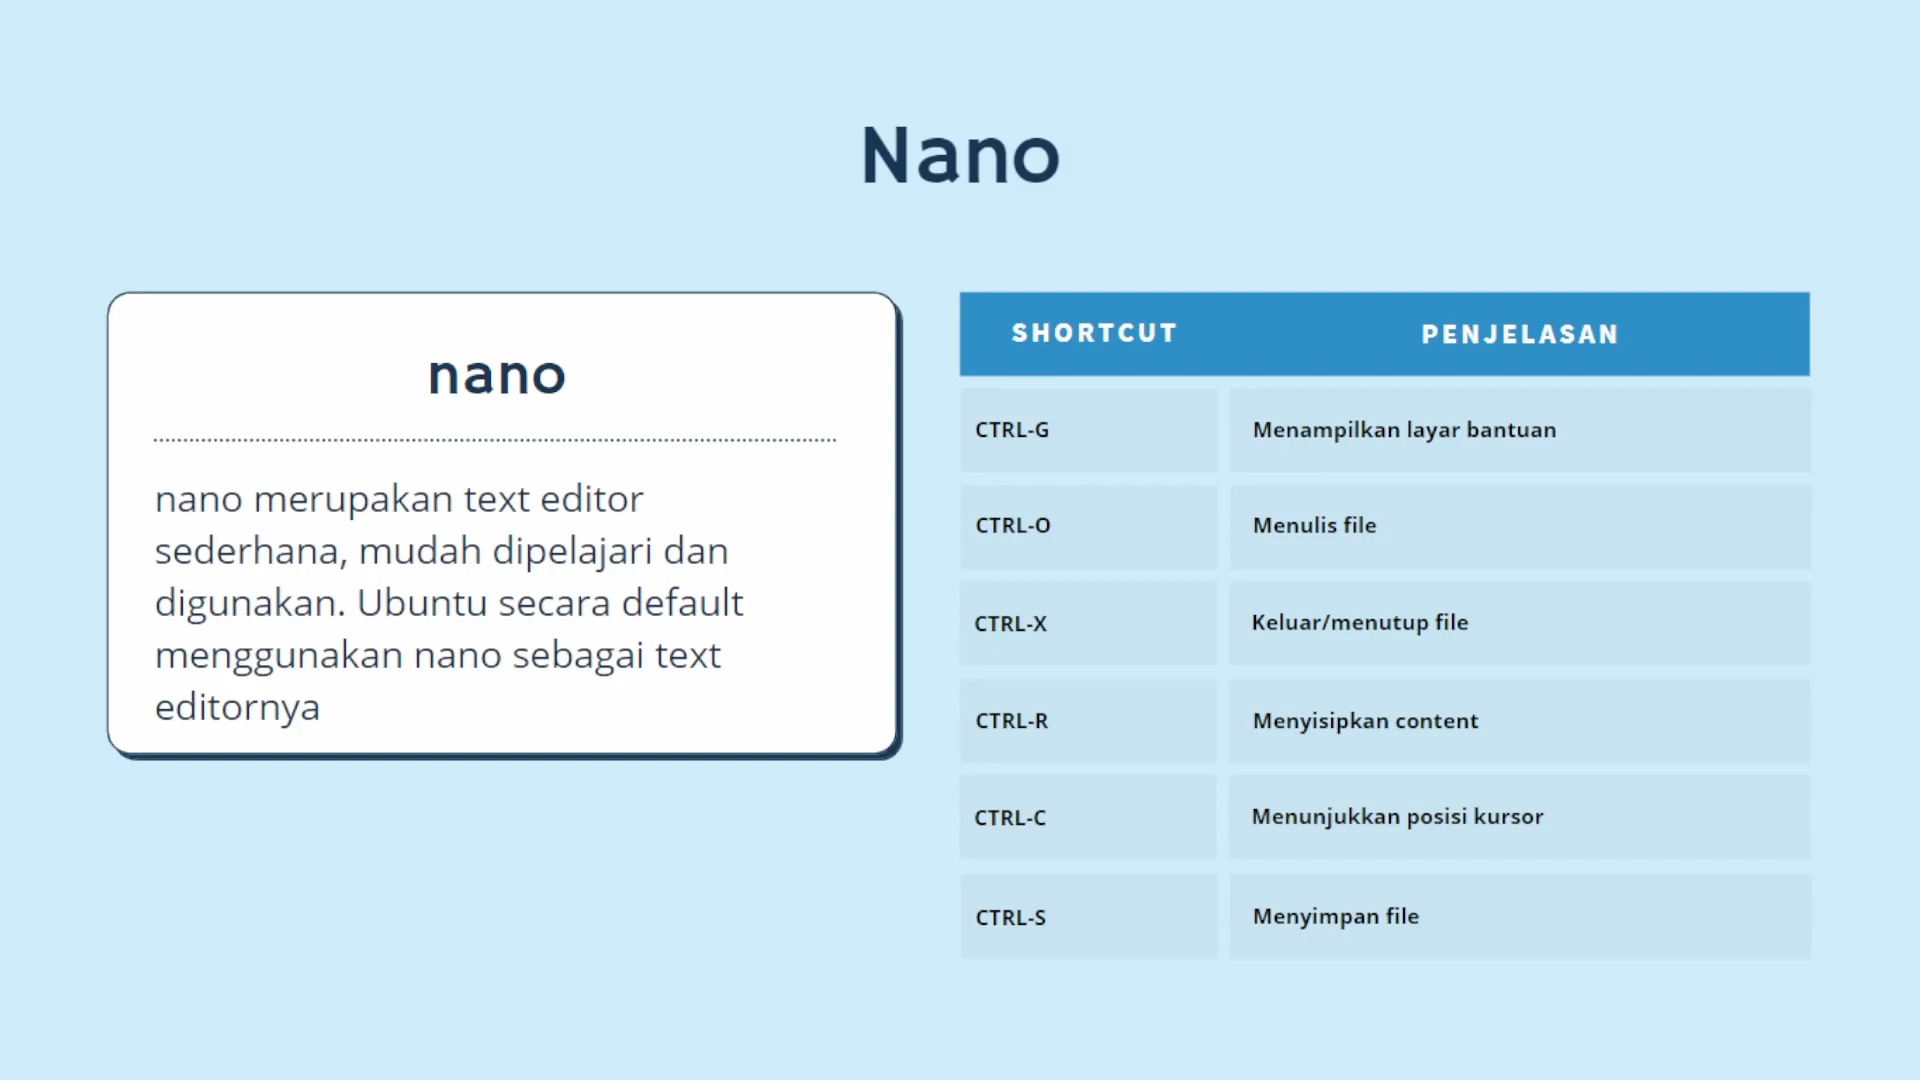 Nano
nano
nano merupakan text editor
sederhana, mudah dipelajari dan
digunakan. Ubuntu secara default
menggunakan nano sebagai text
editornya
SHORTCUT PENJELASAN
CTRL-G Menampilkan layar bantuan
CTRL-O Menulis file
CTRL-X Keluar/menutup file
CTRL-R Menyisipkan content
CTRL-C Menunjukkan posisi kursor
CTRL-S Menyimpan file